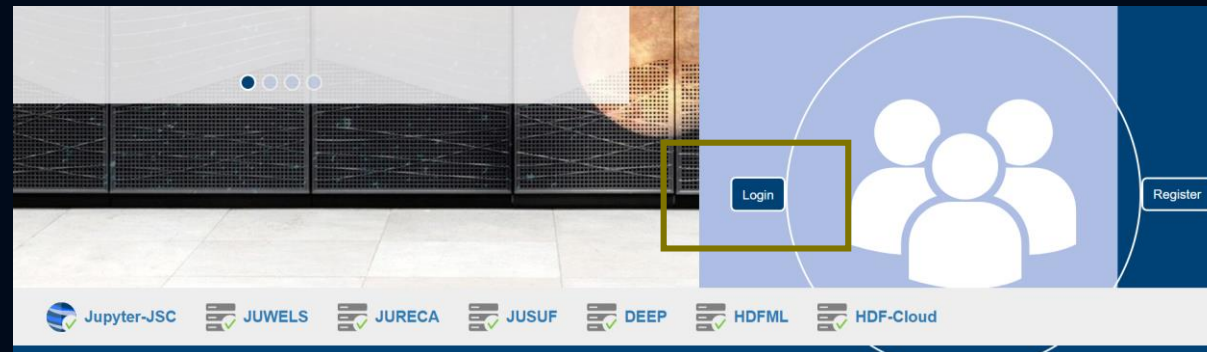 Login
Register
Jupyter-JSC JUWELS JURECA JUSUF DEEP HDFML HDF-Cloud